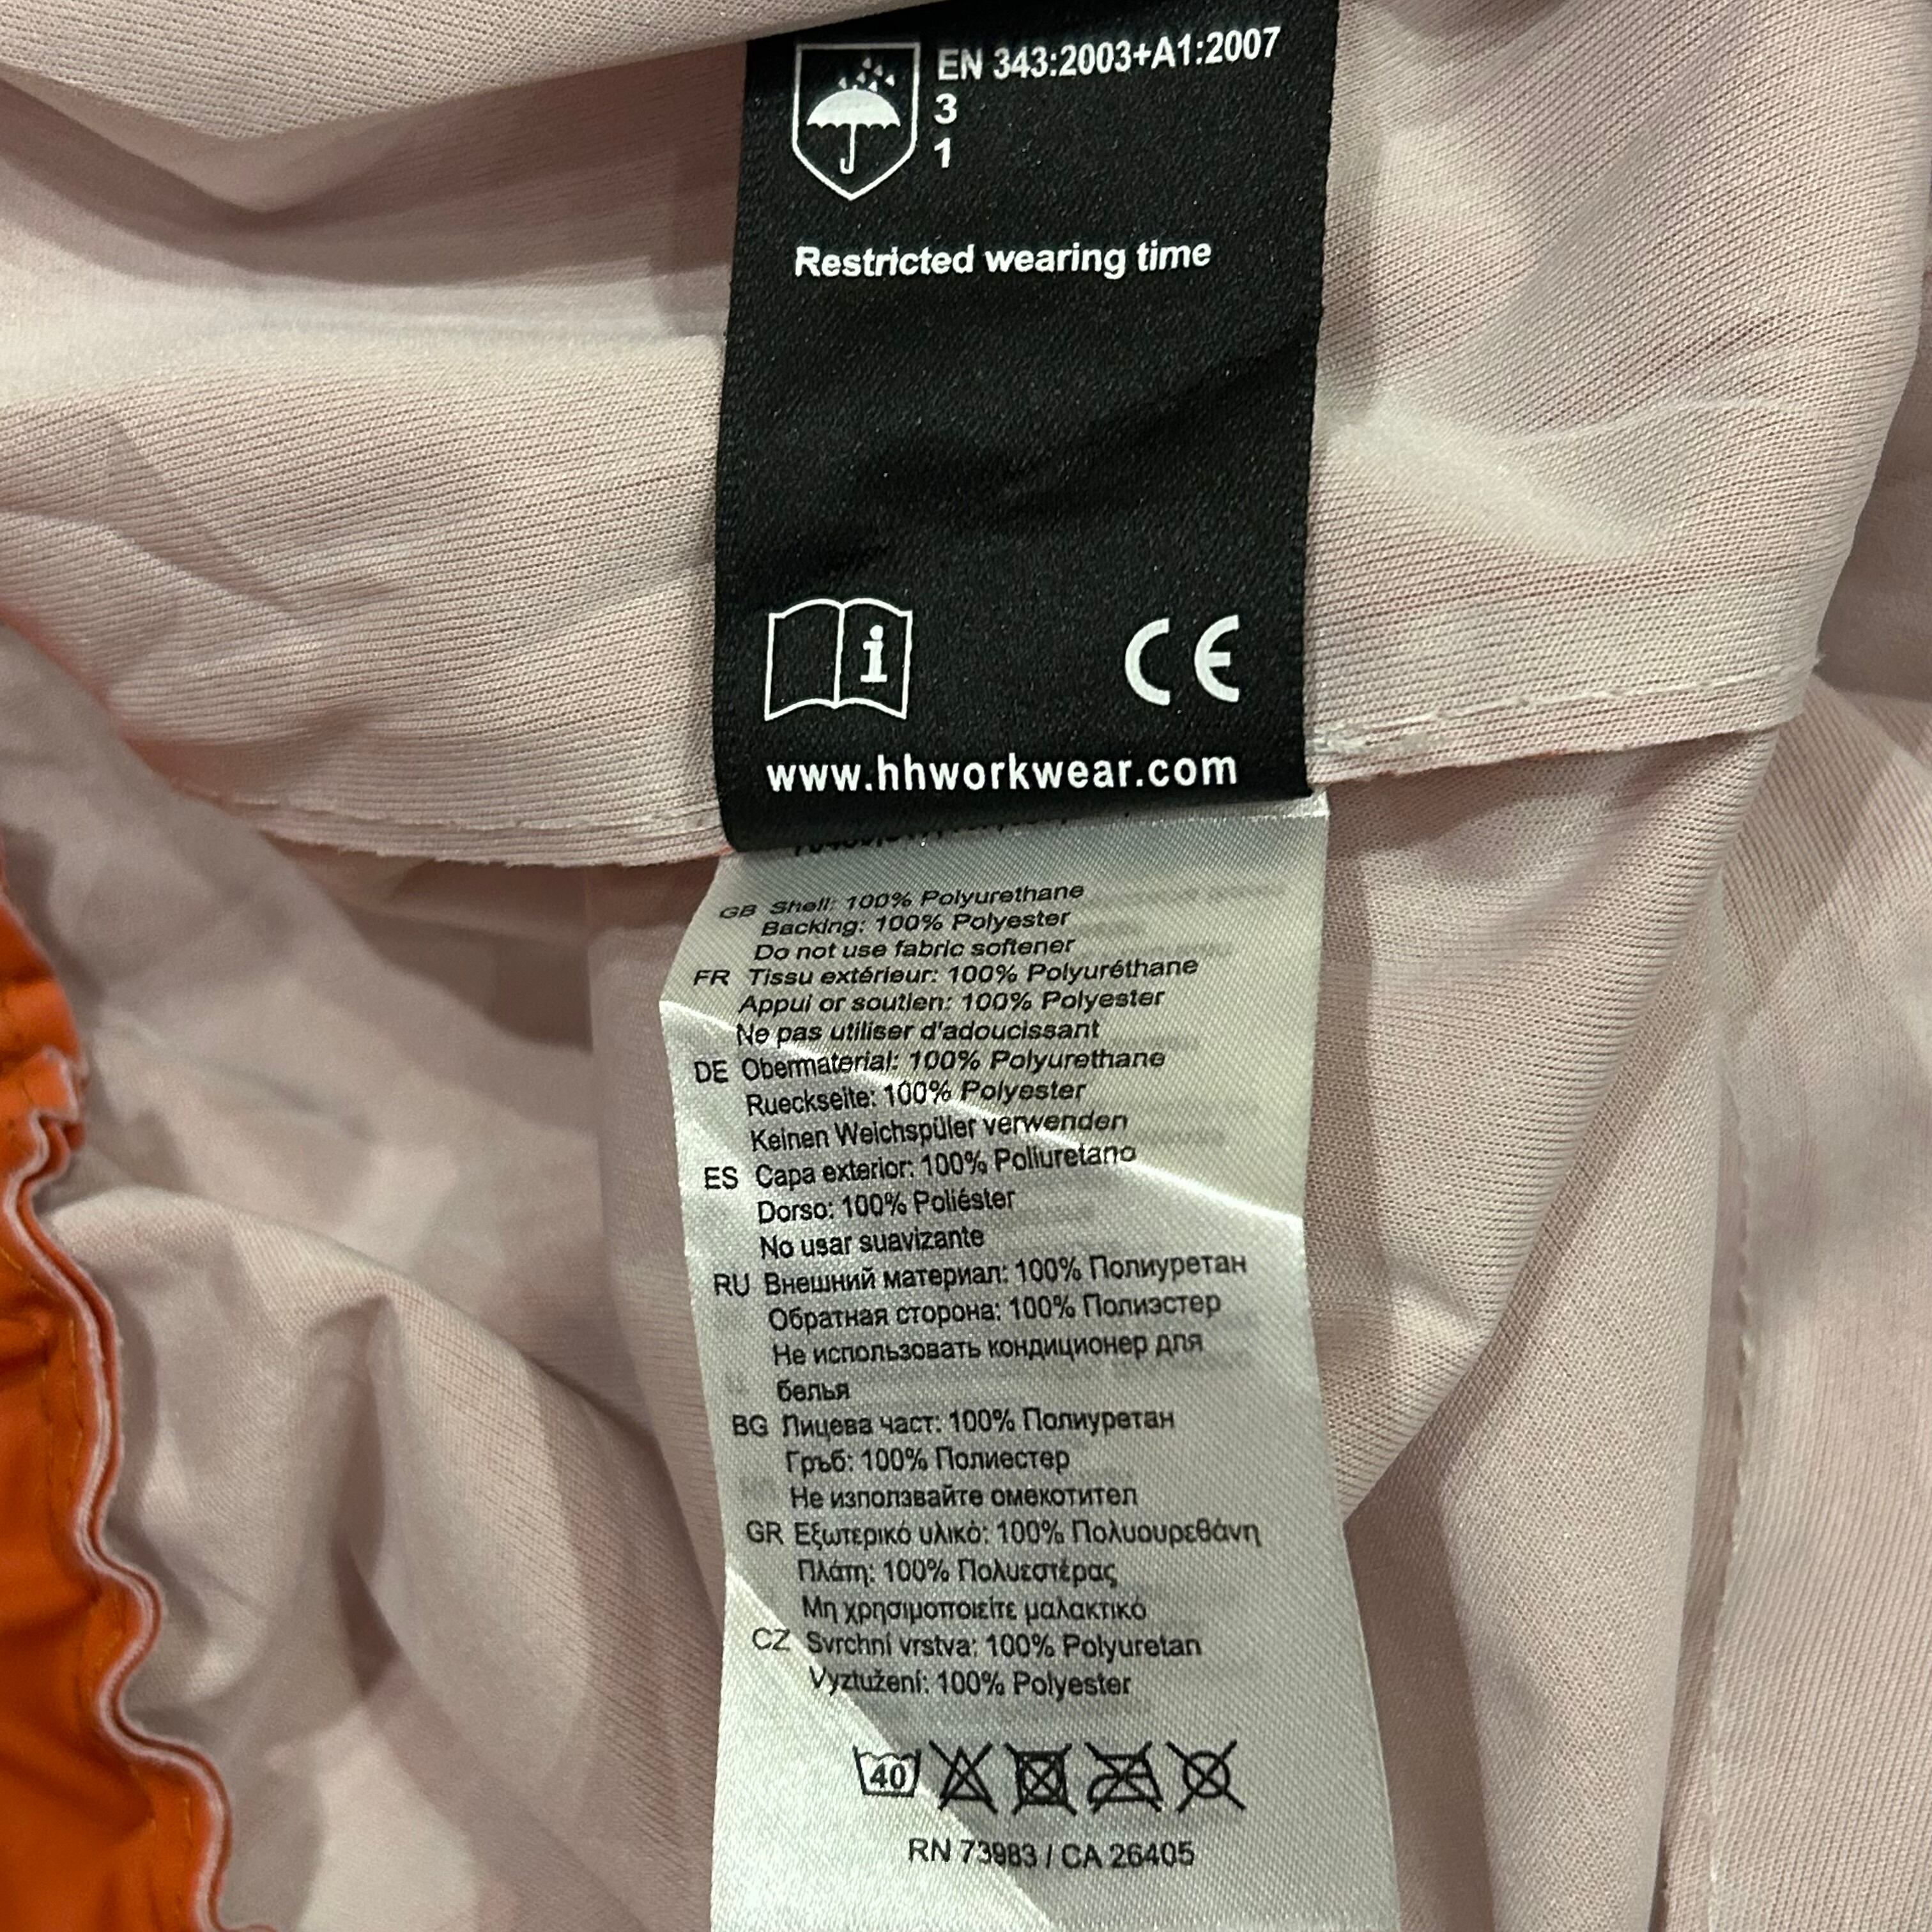 EN 343:2003+A1:2007
3
1
Restricted wearing time
i
CE
www.hhworkwear.com
GB Shell: 100% Polyurethane
Backing: 100% Polyester
Do not use fabric softener
FR Tissu extérieur: 100% Polyuréthane
Appui or soutien: 100% Polyester
Ne pas utiliser d'adoucissant
DE Obermaterial: 100% Polyurethane
Rueckseite: 100% Polyester
Keinen Weichspüler verwenden
ES Capa exterior: 100% Poliuretano
Dorso: 100% Poliéster
No usar suavizante
RU Внешний материал: 100% Полиуретан
Обратная сторона: 100% Полиэстер
Не использовать кондиционер для
белья
BG Лицева част: 100% Полиуретан
Гръб: 100% Полиестер
Не използвайте омекотител
GR Εξωτερικό υλικό: 100% Πολυουρεθάνη
Πλάτη: 100% Πολυεστέρας
Μη χρησιμοποιείτε μαλακτικό
CZ Svrchní vrstva: 100% Polyuretan
Vyztužení: 100% Polyester
40
RN 73983 / CA 26405